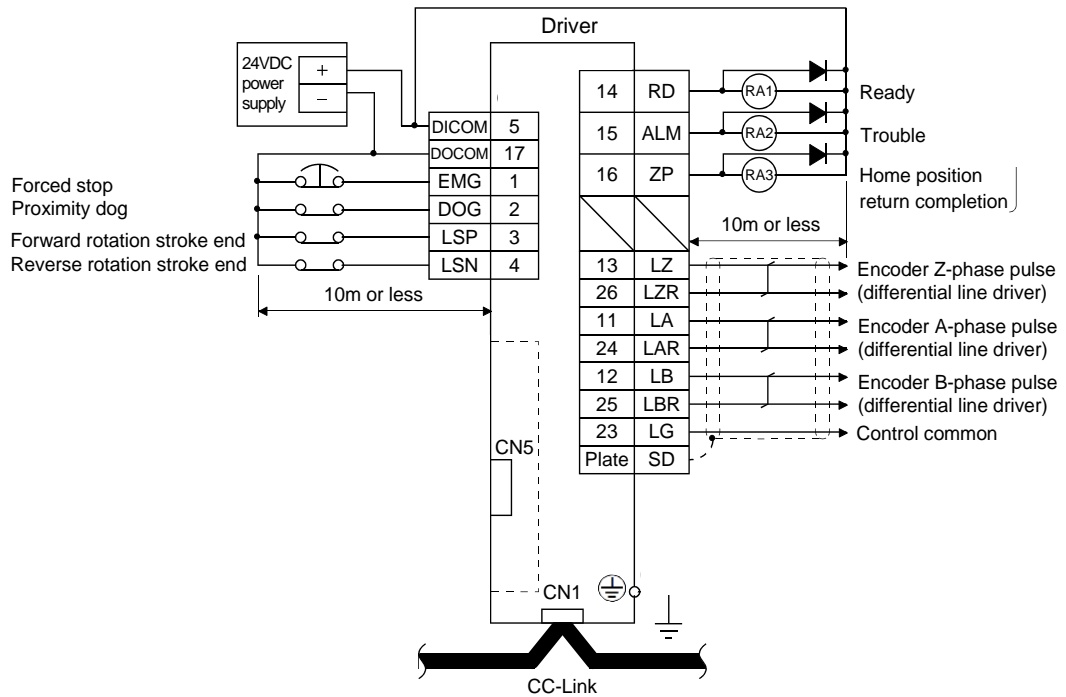 Driver
24VDC
power
supply
+
−
DICOM 5
DOCOM 17
EMG 1
DOG 2
LSP 3
LSN 4
Forced stop
Proximity dog
Forward rotation stroke end
Reverse rotation stroke end
10m or less
14 RD RA1 Ready
15 ALM RA2 Trouble
16 ZP RA3 Home position
return completion
10m or less
13 LZ Encoder Z-phase pulse
26 LZR (differential line driver)
11 LA Encoder A-phase pulse
24 LAR (differential line driver)
12 LB Encoder B-phase pulse
25 LBR (differential line driver)
23 LG Control common
Plate SD
CN5
CN1
CC-Link